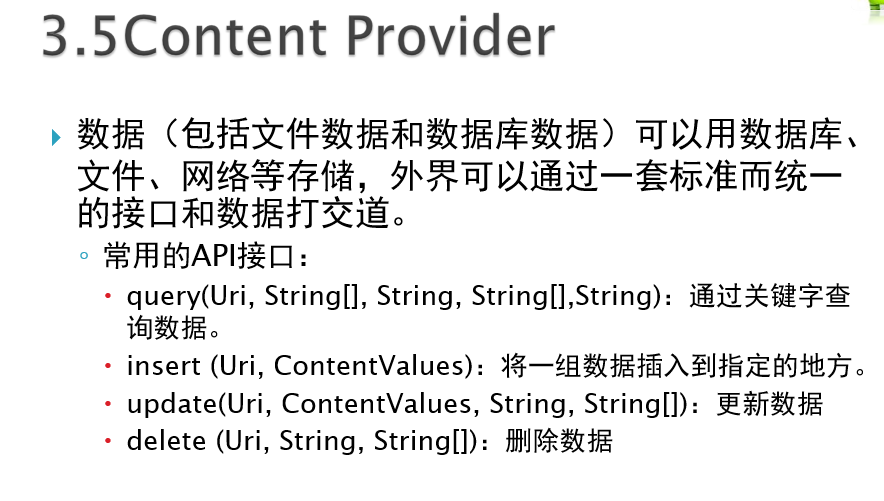 3.5Content Provider
数据（包括文件数据和数据库数据）可以用数据库、
文件、网络等存储，外界可以通过一套标准而统一
的接口和数据打交道。
常用的API接口：
query(Uri, String[], String, String[],String)：通过关键字查
询数据。
insert (Uri, ContentValues)：将一组数据插入到指定的地方。
update(Uri, ContentValues, String, String[])：更新数据
delete (Uri, String, String[])：删除数据